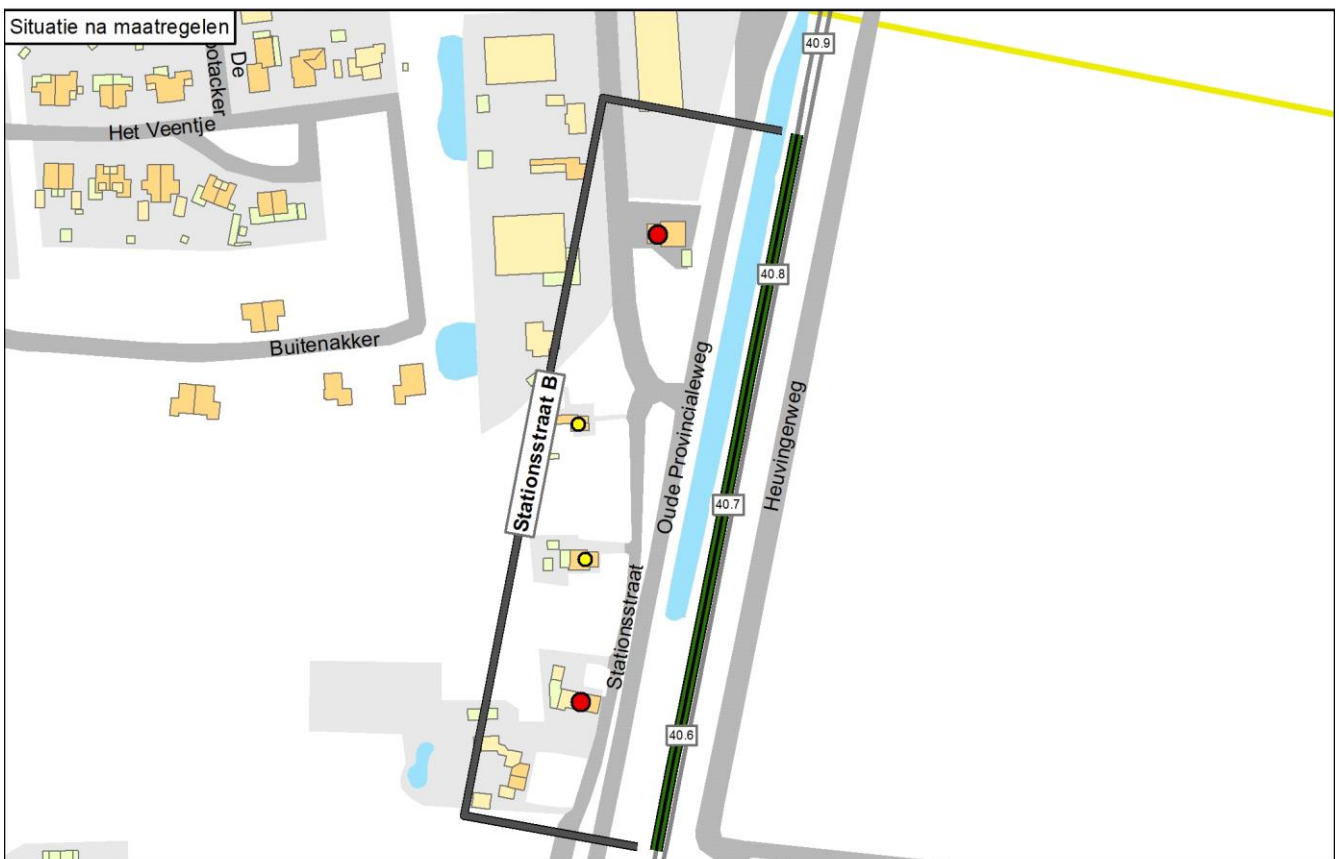 Situatie na maatregelen
De
Het Veentje
Buitenakker
Stationsstraat B
Oude Provincialeweg
Heuvingerweg
Stationsstraat
40.9
40.8
40.7
40.6